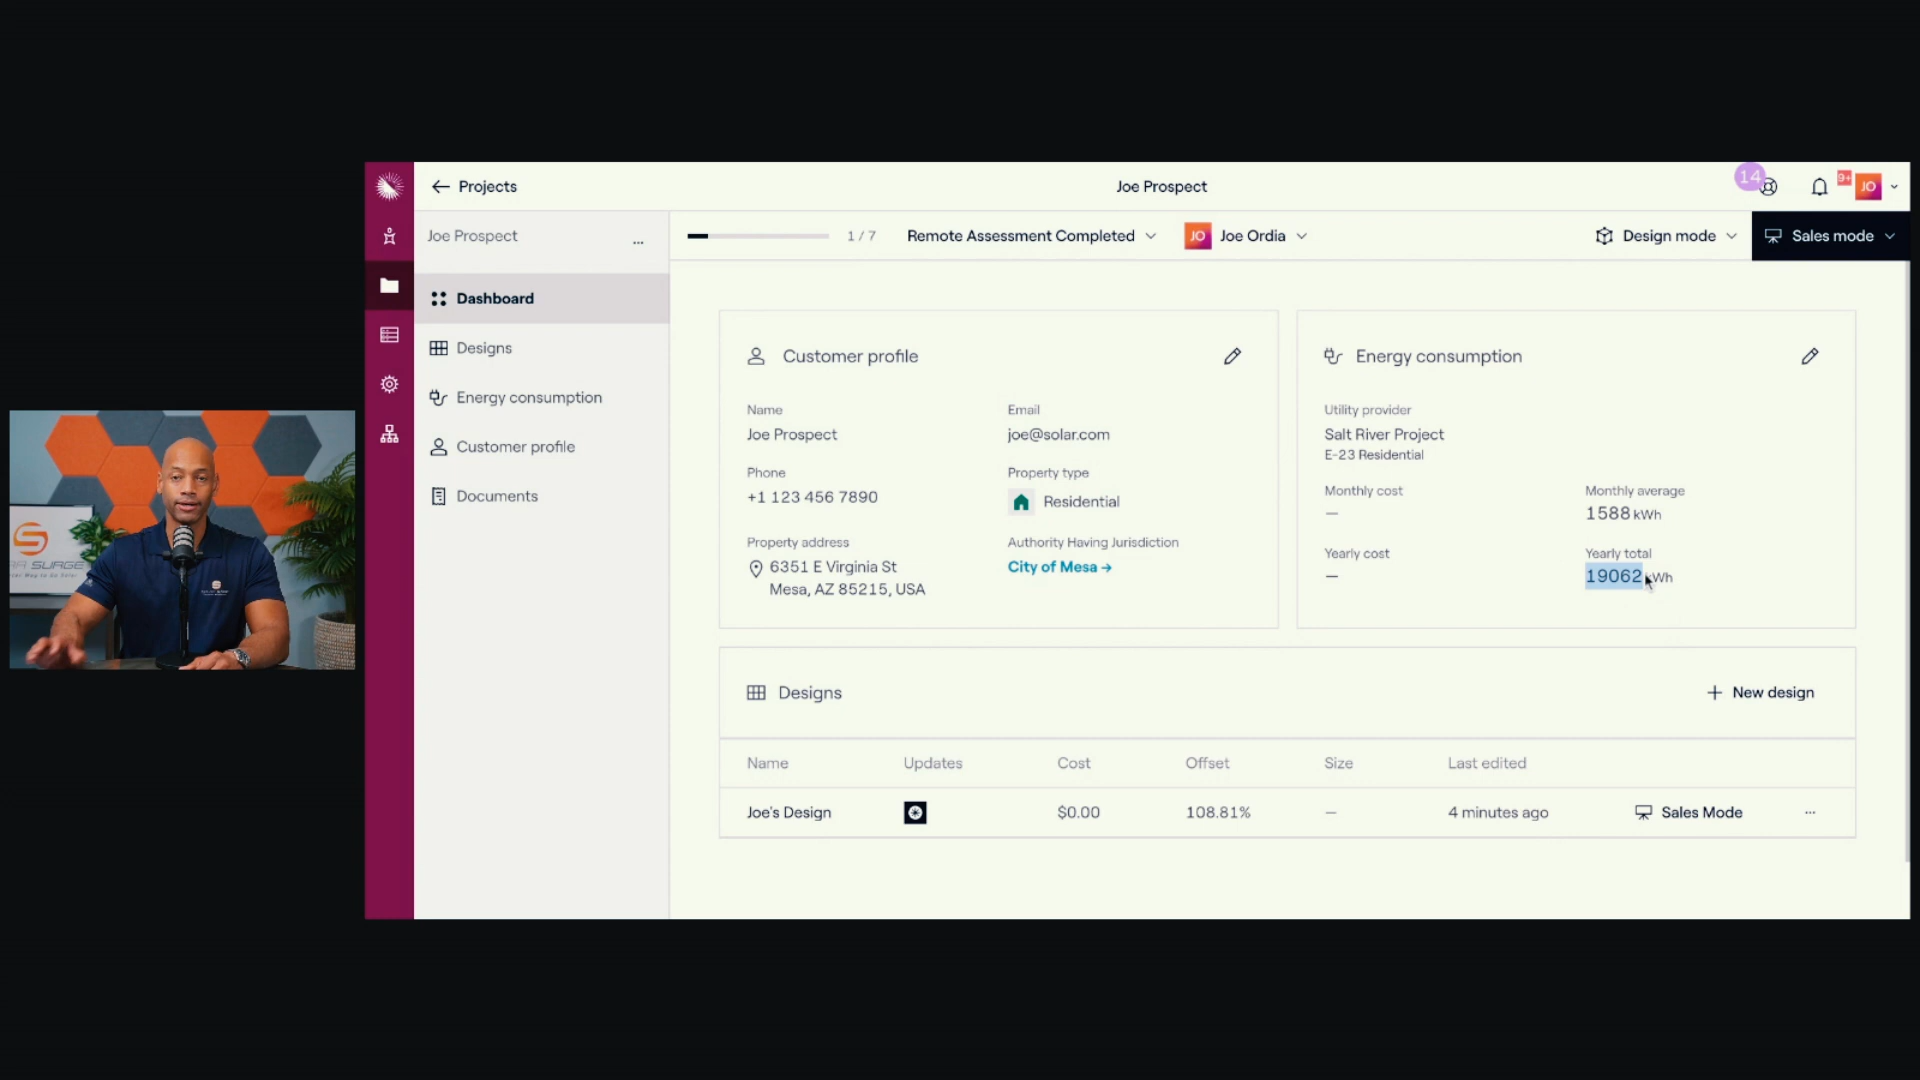 ← Projects
Joe Prospect
14
9+
JO
Joe Prospect
...
1 / 7
Remote Assessment Completed
JO
Joe Ordia
Design mode
Sales mode
Dashboard
Designs
Energy consumption
Customer profile
Documents
Customer profile
Name
Joe Prospect
Email
joe@solar.com
Phone
+1 123 456 7890
Property type
Residential
Property address
6351 E Virginia St
Mesa, AZ 85215, USA
Authority Having Jurisdiction
City of Mesa →
Energy consumption
Utility provider
Salt River Project
E-23 Residential
Monthly cost
—
Monthly average
1588 kWh
Yearly cost
—
Yearly total
19062 kWh
Designs
+ New design
Name Updates Cost Offset Size Last edited
Joe's Design $0.00 108.81% — 4 minutes ago Sales Mode ...
SURGE